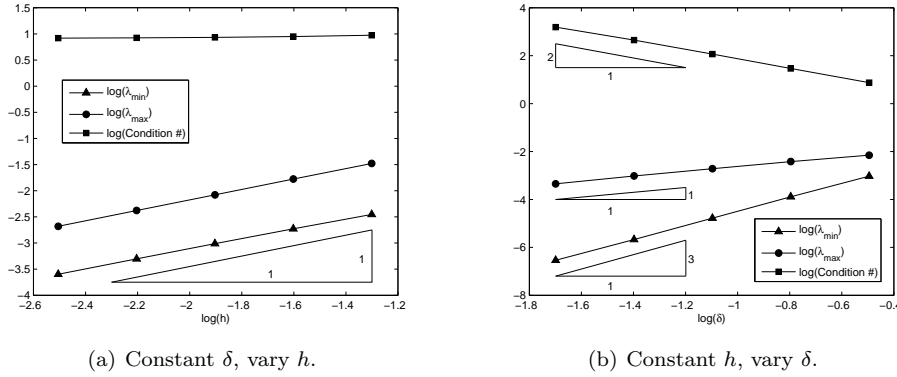 1.5
1
0.5
0
−0.5
−1
−1.5
−2
−2.5
−3
−3.5
−4
log(λmin)
log(λmax)
log(Condition #)
1
1
−2.6 −2.4 −2.2 −2 −1.8 −1.6 −1.4 −1.2
log(h)
(a) Constant δ, vary h.
4
2
0
−2
−4
−6
−8
2
1
1
1
3
1
log(λmin)
log(λmax)
log(Condition #)
−1.8 −1.6 −1.4 −1.2 −1 −0.8 −0.6 −0.4
log(δ)
(b) Constant h, vary δ.